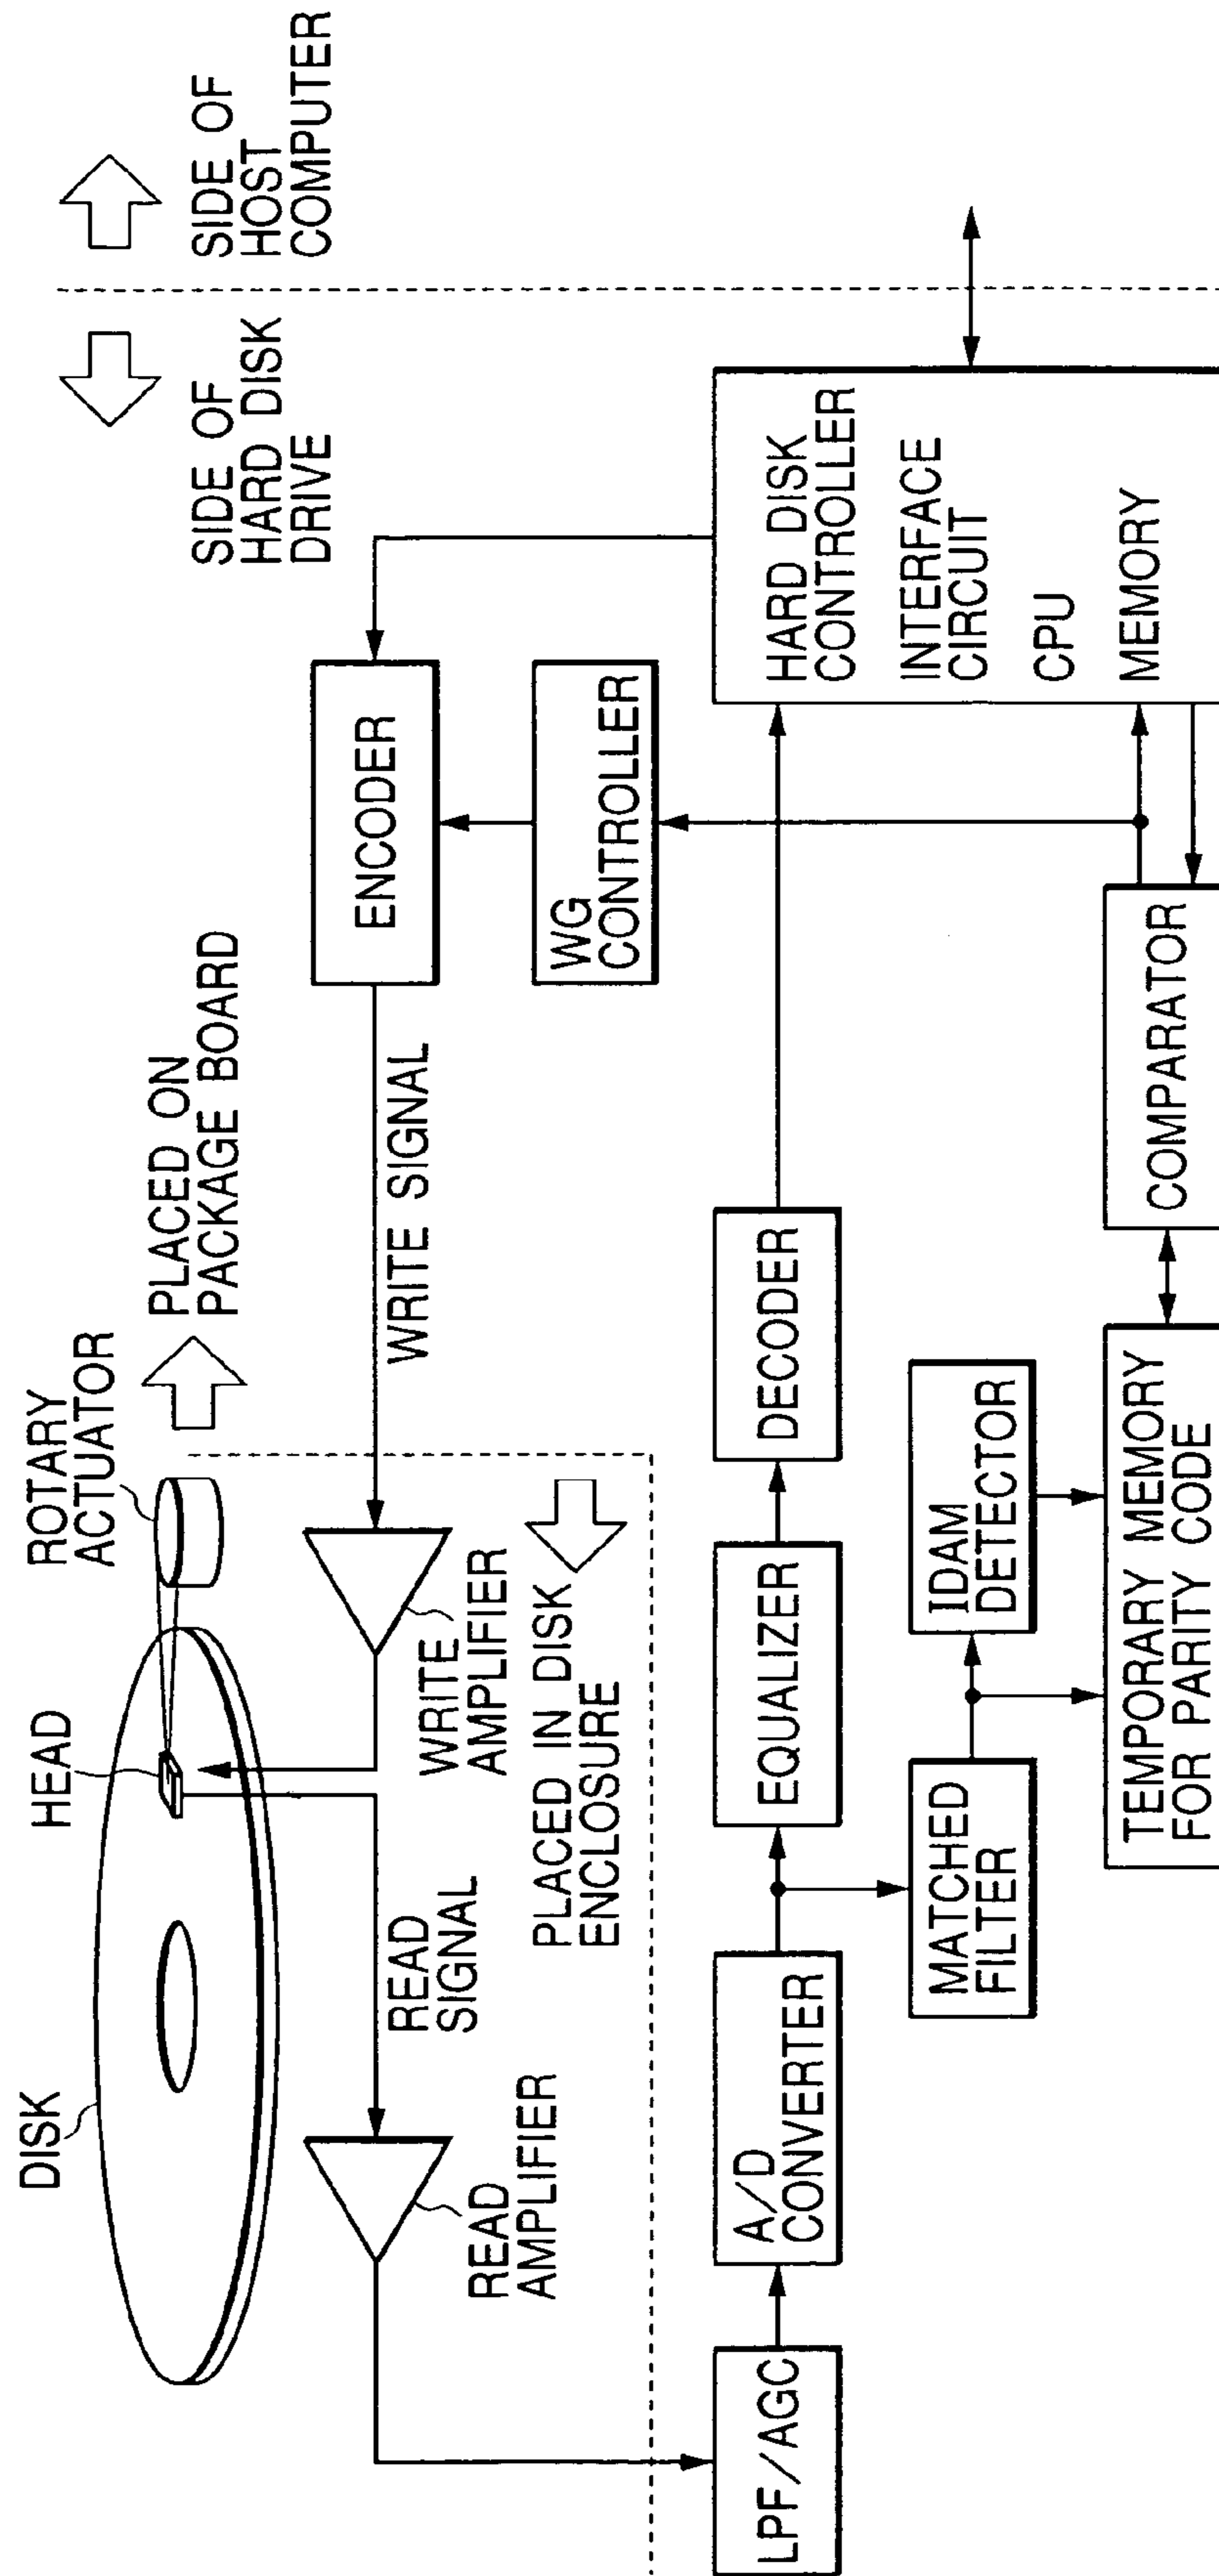 DISK
HEAD
ROTARY
ACTUATOR
PLACED ON
PACKAGE BOARD
SIDE OF
HARD DISK
DRIVE
SIDE OF
HOST
COMPUTER
READ
SIGNAL
READ
AMPLIFIER
WRITE
AMPLIFIER
WRITE SIGNAL
PLACED IN DISK
ENCLOSURE
ENCODER
WG
CONTROLLER
LPF/AGC
A/D
CONVERTER
EQUALIZER
DECODER
HARD DISK
CONTROLLER
INTERFACE
CIRCUIT
CPU
MEMORY
MATCHED
FILTER
IDAM
DETECTOR
TEMPORARY MEMORY
FOR PARITY CODE
COMPARATOR